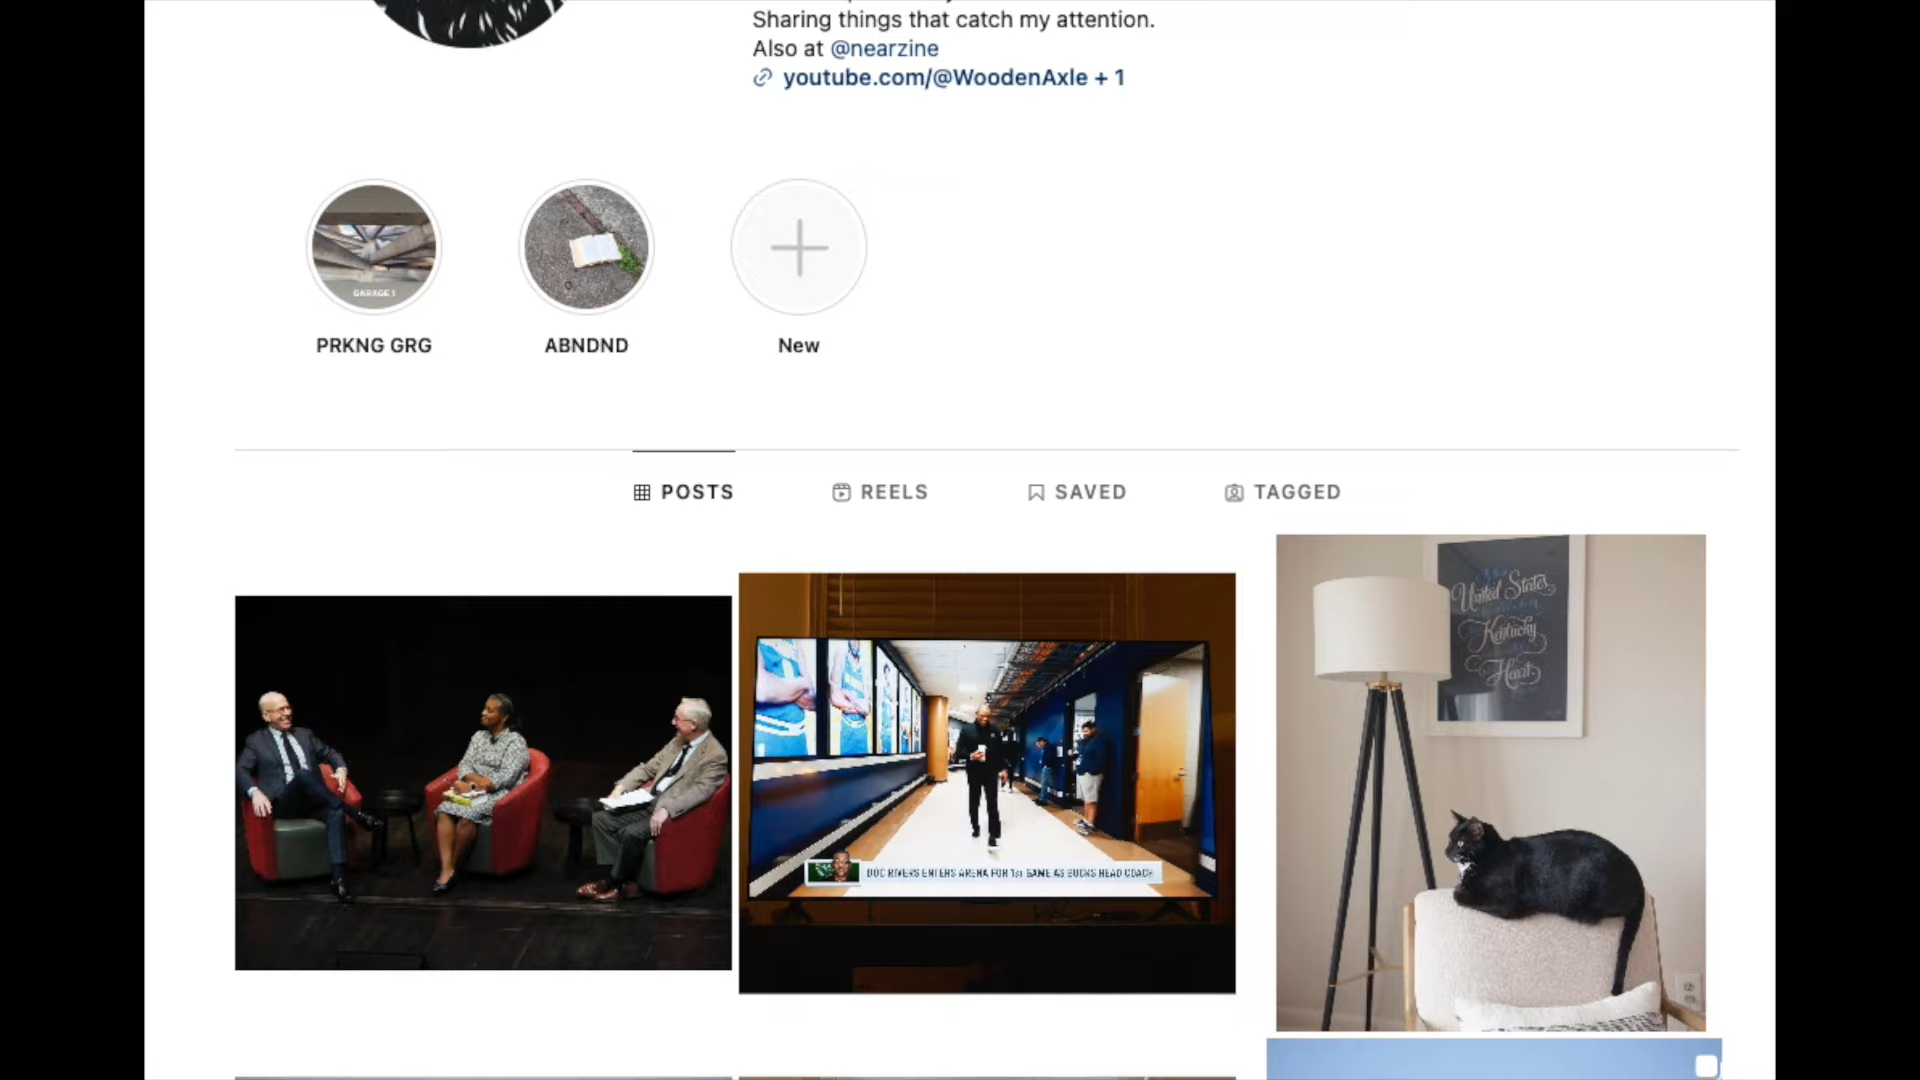 Sharing things that catch my attention.
Also at @nearzine
youtube.com/@WoodenAxle + 1
GARAGE 1
PRKNG GRG
ABNDND
New
POSTS
REELS
SAVED
TAGGED
United States
Kentucky
Heart.
DOC RIVERS ENTERS ARENA FOR 1st GAME AS BUCKS HEAD COACH